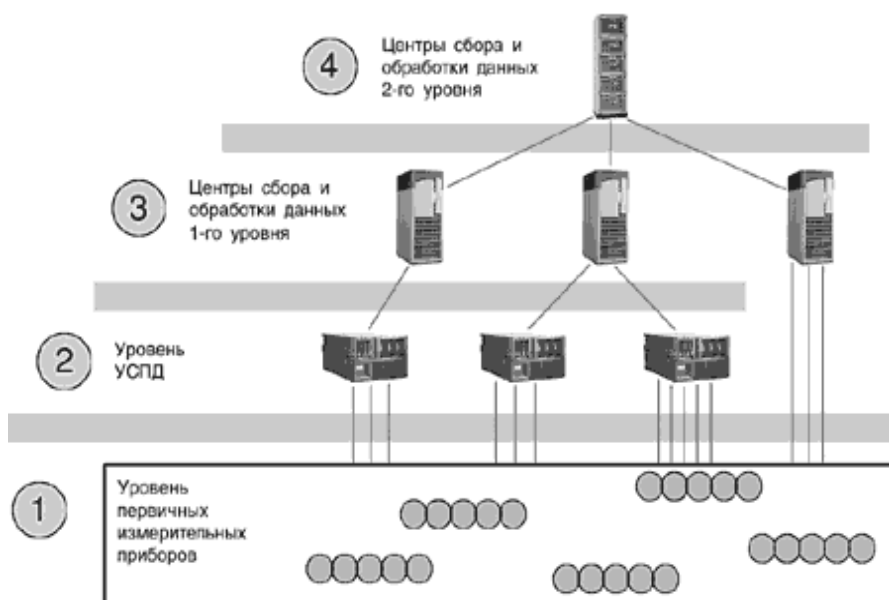 4
Центры сбора и
обработки данных
2-го уровня
3
Центры сбора и
обработки данных
1-го уровня
2
Уровень
УСПД
1
Уровень
первичных
измерительных
приборов